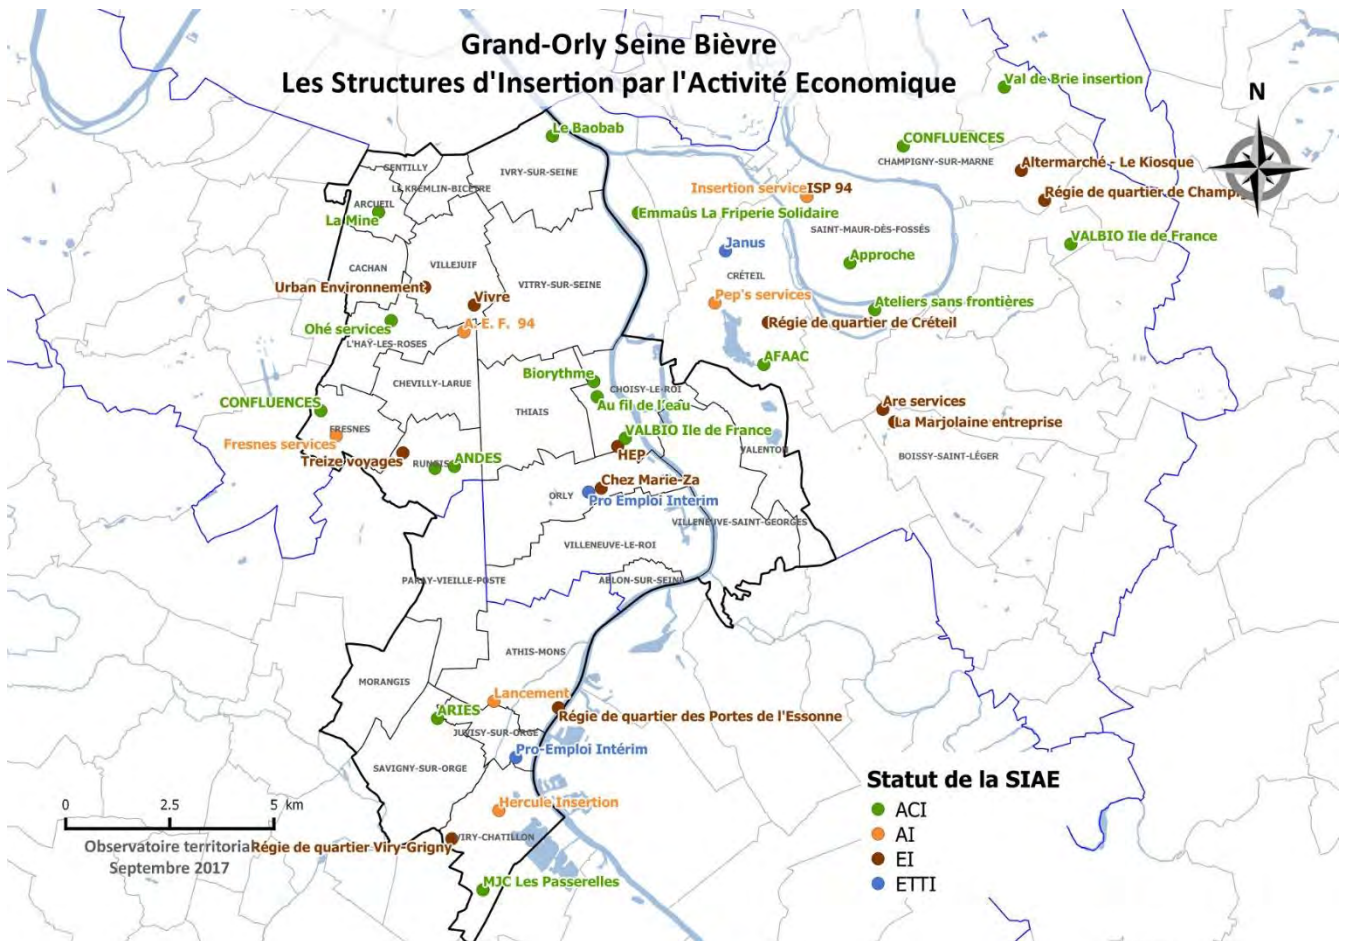 Grand-Orly Seine Bièvre
Les Structures d'Insertion par l'Activité Economique
Val de Brie insertion
N
Le Baobab
CONFLUENCES
CHAMPIGNY-SUR-MARNE
GENTILLY
IVRY-SUR-SEINE
Altermarché - Le Kiosque
LE KREMLIN-BICETRE
Insertion service
ISP 94
Régie de quartier de Champ
ARCUEIL
La Mine
Emmaûs La Friperie Solidaire
SAINT-MAUR-DÈS-FOSSÉS
Janus
VALBIO Ile de France
CACHAN
VILLEJUIF
Approche
CRÉTEIL
Urban Environnement
VITRY-SUR-SEINE
Vivre
Pep's services
Ateliers sans frontières
Ohé services
A. E. F. 94
Régie de quartier de Créteil
L'HAŸ-LES-ROSES
AFAAC
Biorythme
CHEVILLY-LARUE
CHOISY-LE-ROI
CONFLUENCES
THIAIS
Au fil de l'eau
Are services
La Marjolaine entreprise
FRESNES
VALBIO Ile de France
Fresnes services
VALENTON
HEP
BOISSY-SAINT-LÉGER
Treize voyages
RUNGIS
ANDES
Chez Marie-Za
ORLY
Pro Emploi Intérim
VILLENEUVE-SAINT-GEORGES
VILLENEUVE-LE-ROI
PARAY-VIEILLE-POSTE
ABLON-SUR-SEINE
ATHIS-MONS
MORANGIS
Lancement
ARIES
Régie de quartier des Portes de l'Essonne
JUVISY-SUR-ORGE
Pro-Emploi Intérim
SAVIGNY-SUR-ORGE
Statut de la SIAE
ACI
AI
EI
ETTI
0 2.5 5 km
Hercule Insertion
VIRY-CHATILLON
Observatoire territorial
Régie de quartier Viry-Grigny
Septembre 2017
MJC Les Passerelles